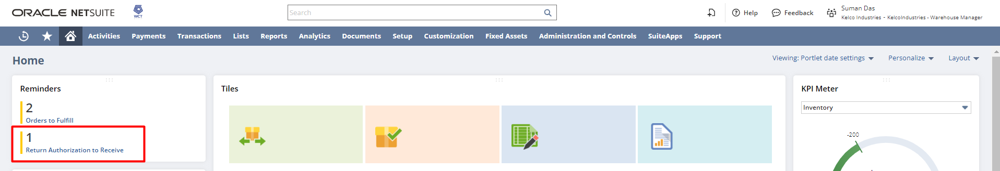 ORACLE NETSUITE
WCT
Search
Help
Feedback
Suman Das
Kelco Industries - KelcoIndustries - Warehouse Manager
Activities Payments Transactions Lists Reports Analytics Documents Setup Customization Fixed Assets Administration and Controls SuiteApps Support
Home
Viewing: Portlet date settings
Personalize
Layout
Reminders
2
Orders to Fulfill
1
Return Authorization to Receive
Tiles
KPI Meter
Inventory
-200